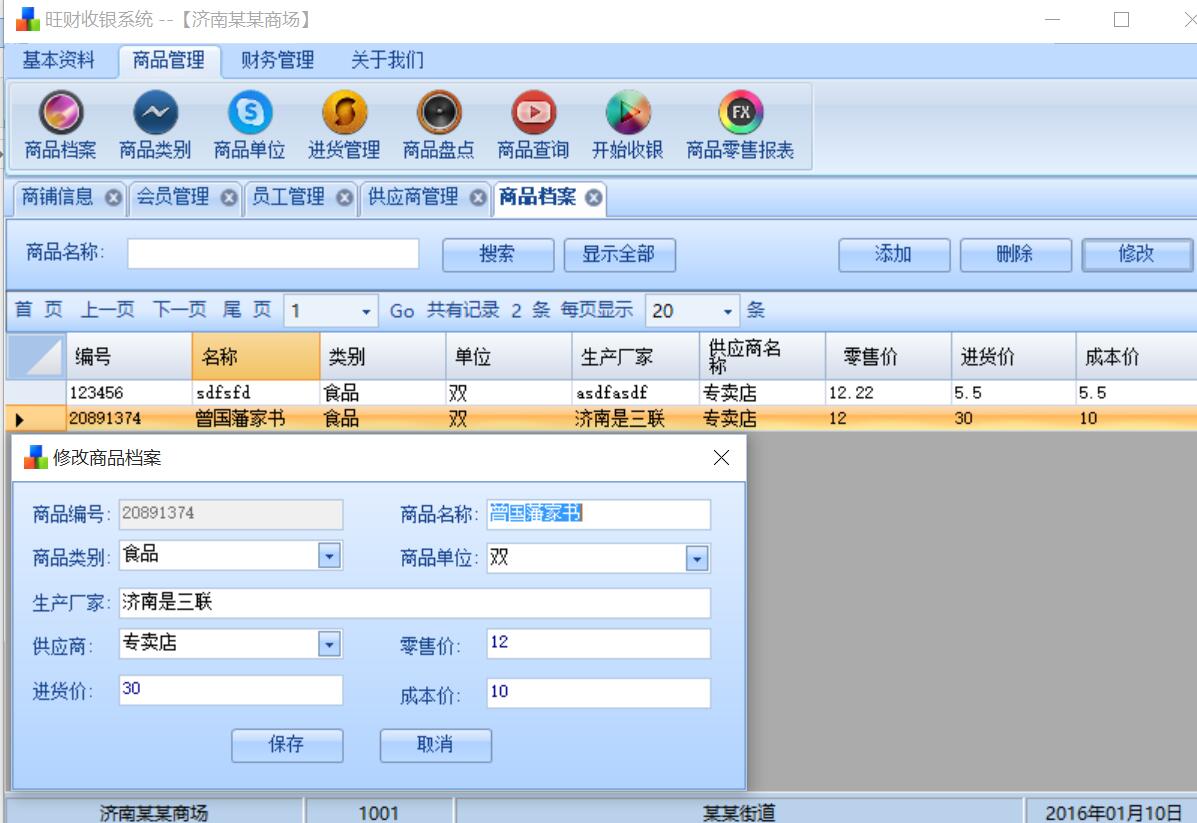 旺财收银系统 --【济南某某商场】
基本资料 商品管理 财务管理 关于我们
商品档案 商品类别 商品单位 进货管理 商品盘点 商品查询 开始收银 商品零售报表
商铺信息 会员管理 员工管理 供应商管理 商品档案
商品名称: 搜索 显示全部 添加 删除 修改
首 页 上一页 下一页 尾 页 1 Go 共有记录 2 条 每页显示 20 条
编号 名称 类别 单位 生产厂家 供应商名称 零售价 进货价 成本价
123456 sdfsfd 食品 双 asdfasdf 专卖店 12.22 5.5 5.5
20891374 曾国藩家书 食品 双 济南是三联 专卖店 12 30 10
修改商品档案
商品编号: 20891374 商品名称: 曾国藩家书
商品类别: 食品 商品单位: 双
生产厂家: 济南是三联
供应商: 专卖店 零售价: 12
进货价: 30 成本价: 10
保存 取消
济南某某商场 1001 某某街道 2016年01月10日